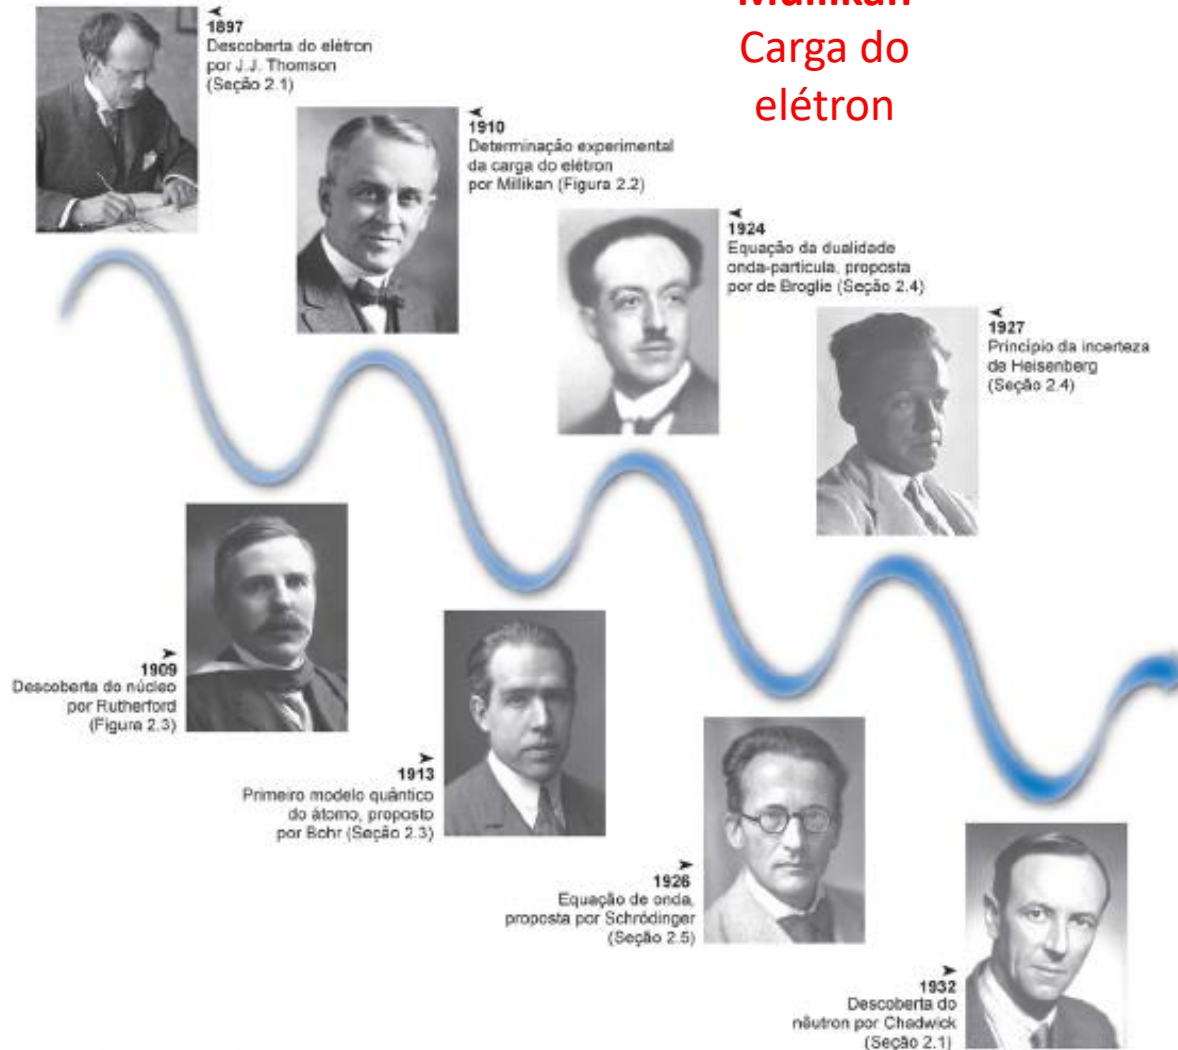 Millikan
Carga do
elétron
1897
Descoberta do elétron
por J.J. Thomson
(Seção 2.1)
1910
Determinação experimental
da carga do elétron
por Millikan (Figura 2.2)
1924
Equação da dualidade
onda-partícula, proposta
por de Broglie (Seção 2.4)
1927
Princípio da incerteza
de Heisenberg
(Seção 2.4)
1909
Descoberta do núcleo
por Rutherford
(Figura 2.3)
1913
Primeiro modelo quântico
do átomo, proposto
por Bohr (Seção 2.3)
1926
Equação de onda,
proposta por Schrödinger
(Seção 2.5)
1932
Descoberta do
nêutron por Chadwick
(Seção 2.1)